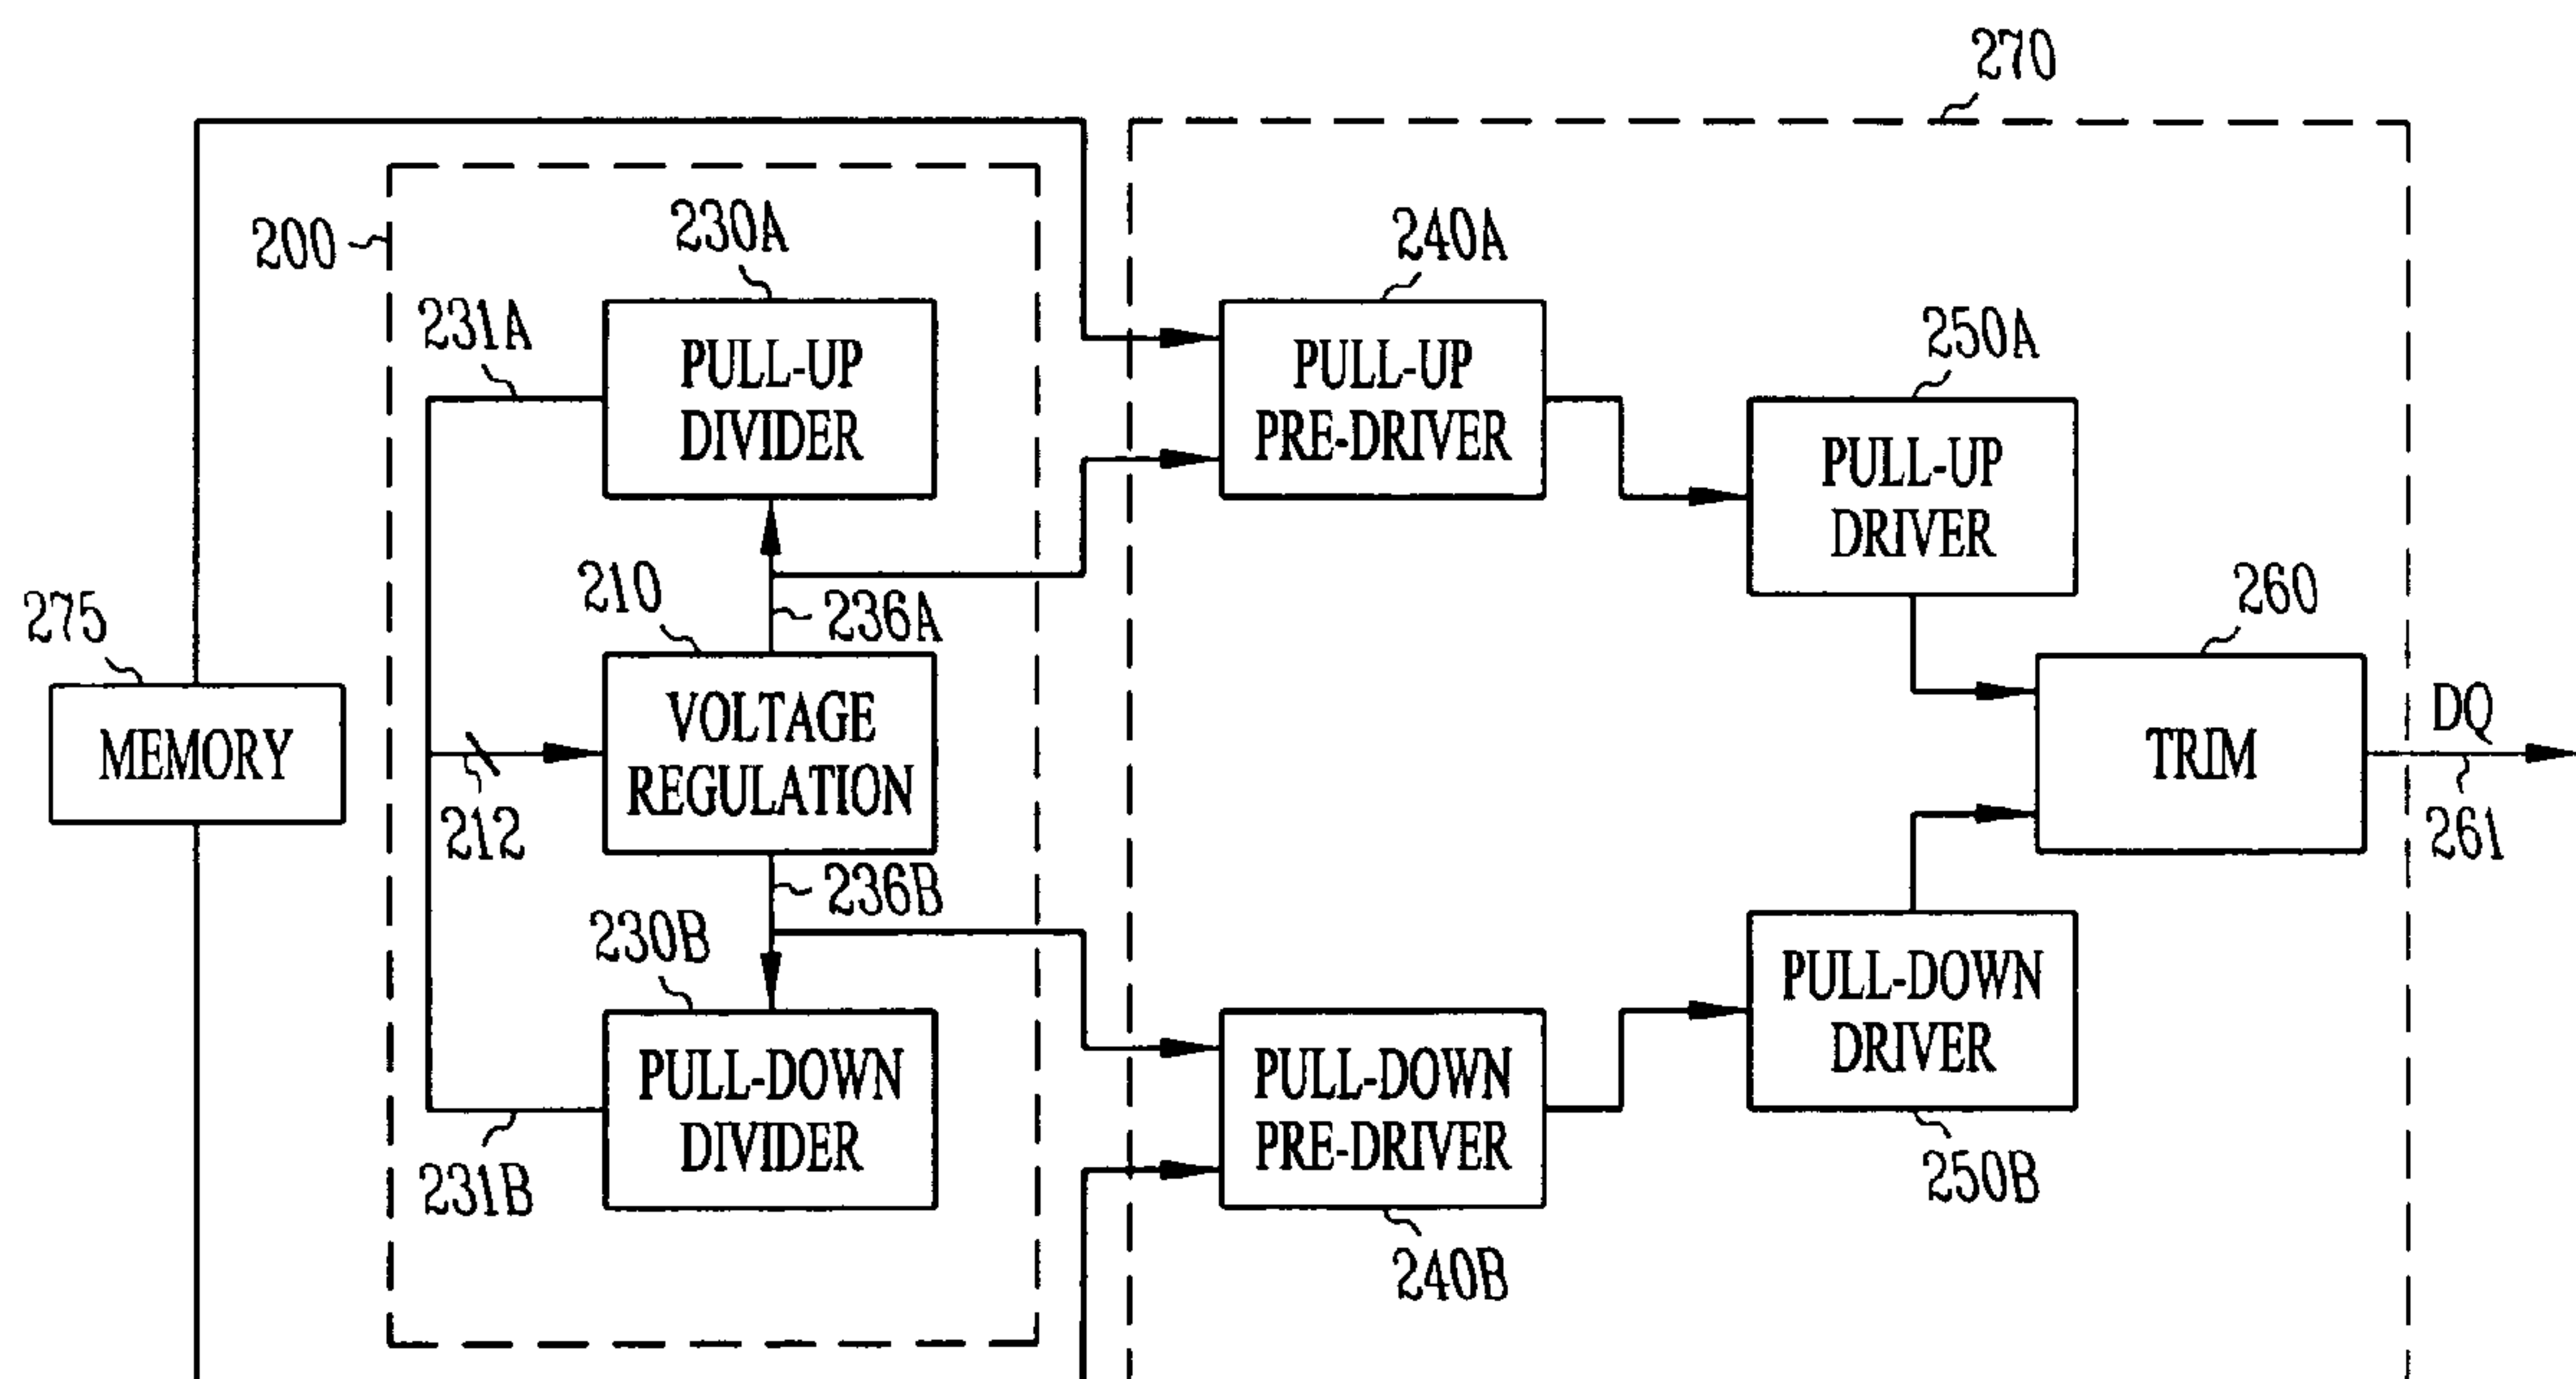 270
200
230A
240A
231A
250A
PULL-UP
DIVIDER
PULL-UP
PRE-DRIVER
PULL-UP
DRIVER
275
210
236A
260
MEMORY
VOLTAGE
REGULATION
TRIM
DQ
212
261
236B
230B
PULL-DOWN
DRIVER
PULL-DOWN
DIVIDER
PULL-DOWN
PRE-DRIVER
231B
250B
240B